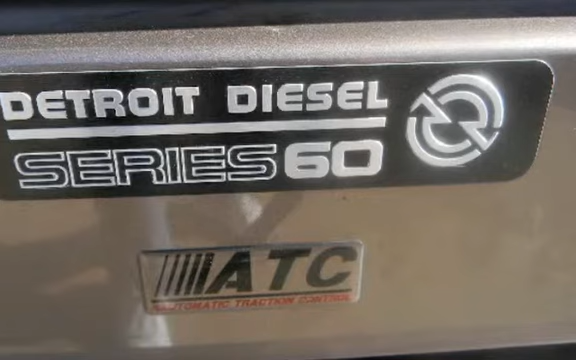 DETROIT DIESEL
SERIES 60
ATC
AUTOMATIC TRACTION CONTROL